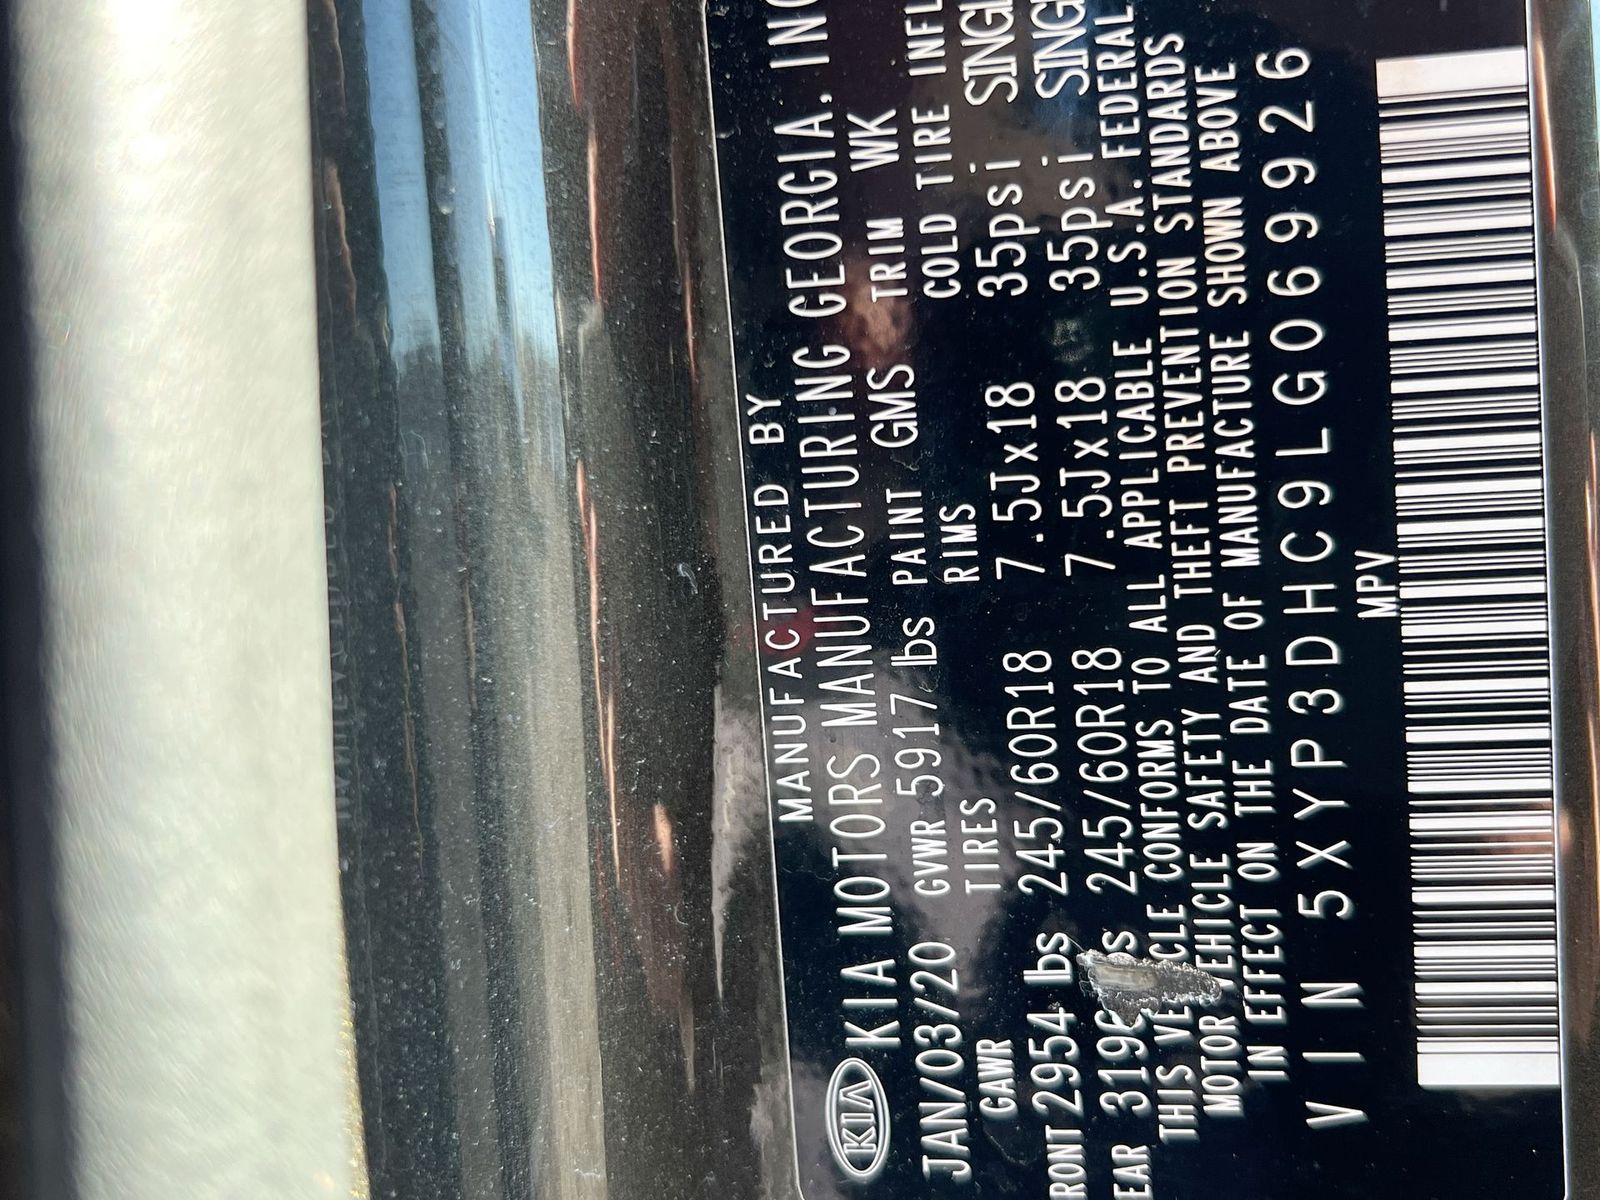 MANUFACTURED BY
KIA KIA MOTORS MANUFACTURING GEORGIA, INC
JAN/03/20 GVWR 5917 lbs PAINT GMS TRIM WK
GAWR TIRES RIMS COLD TIRE INFL
RONT 2954 lbs 245/60R18 7.5Jx18 35psi SINGL
EAR 319 245/60R18 7.5Jx18 35psi SINGL
THIS CLE CONFORMS TO ALL APPLICABLE U.S.A. FEDERAL
MOTOR EHICLE SAFETY AND THEFT PREVENTION STANDARDS
IN EFFECT ON THE DATE OF MANUFACTURE SHOWN ABOVE
VIN 5XYP3DHC9LG069926
MPV